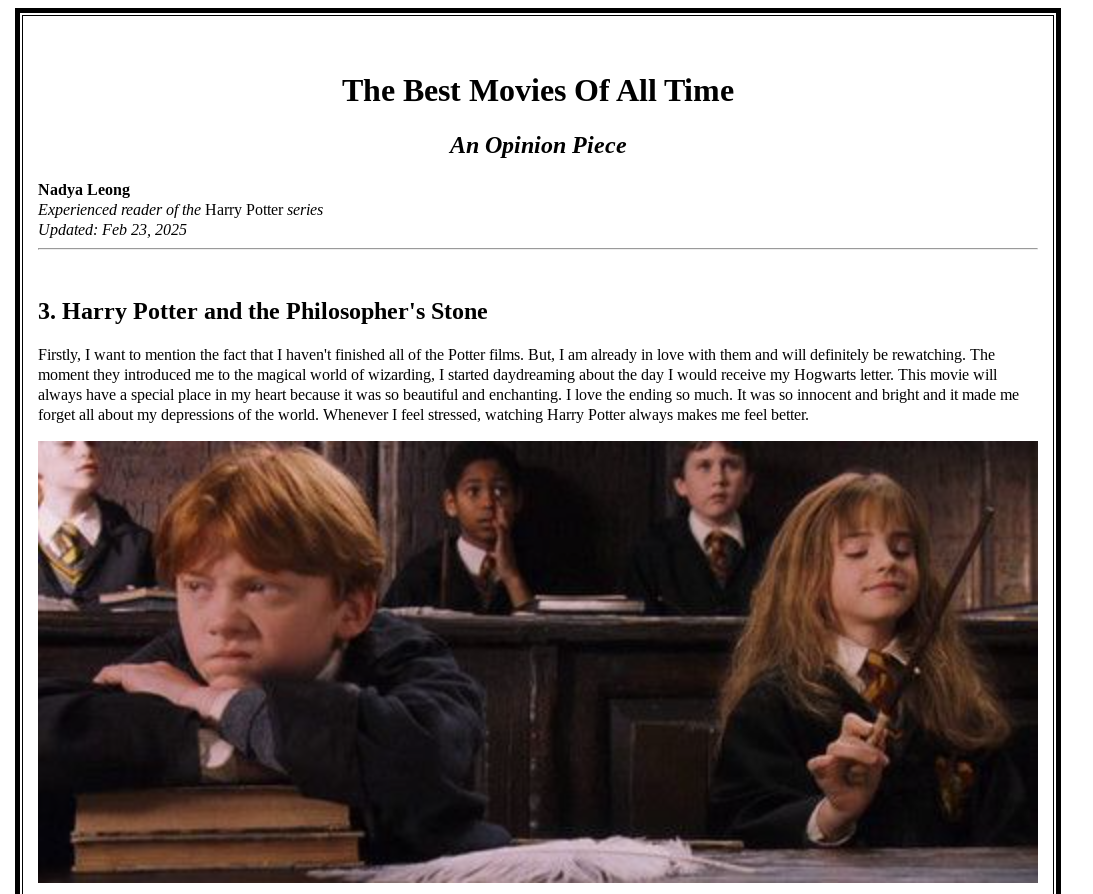 The Best Movies Of All Time
An Opinion Piece
Nadya Leong
Experienced reader of the Harry Potter series
Updated: Feb 23, 2025
3. Harry Potter and the Philosopher's Stone
Firstly, I want to mention the fact that I haven't finished all of the Potter films. But, I am already in love with them and will definitely be rewatching. The
moment they introduced me to the magical world of wizarding, I started daydreaming about the day I would receive my Hogwarts letter. This movie will
always have a special place in my heart because it was so beautiful and enchanting. I love the ending so much. It was so innocent and bright and it made me
forget all about my depressions of the world. Whenever I feel stressed, watching Harry Potter always makes me feel better.